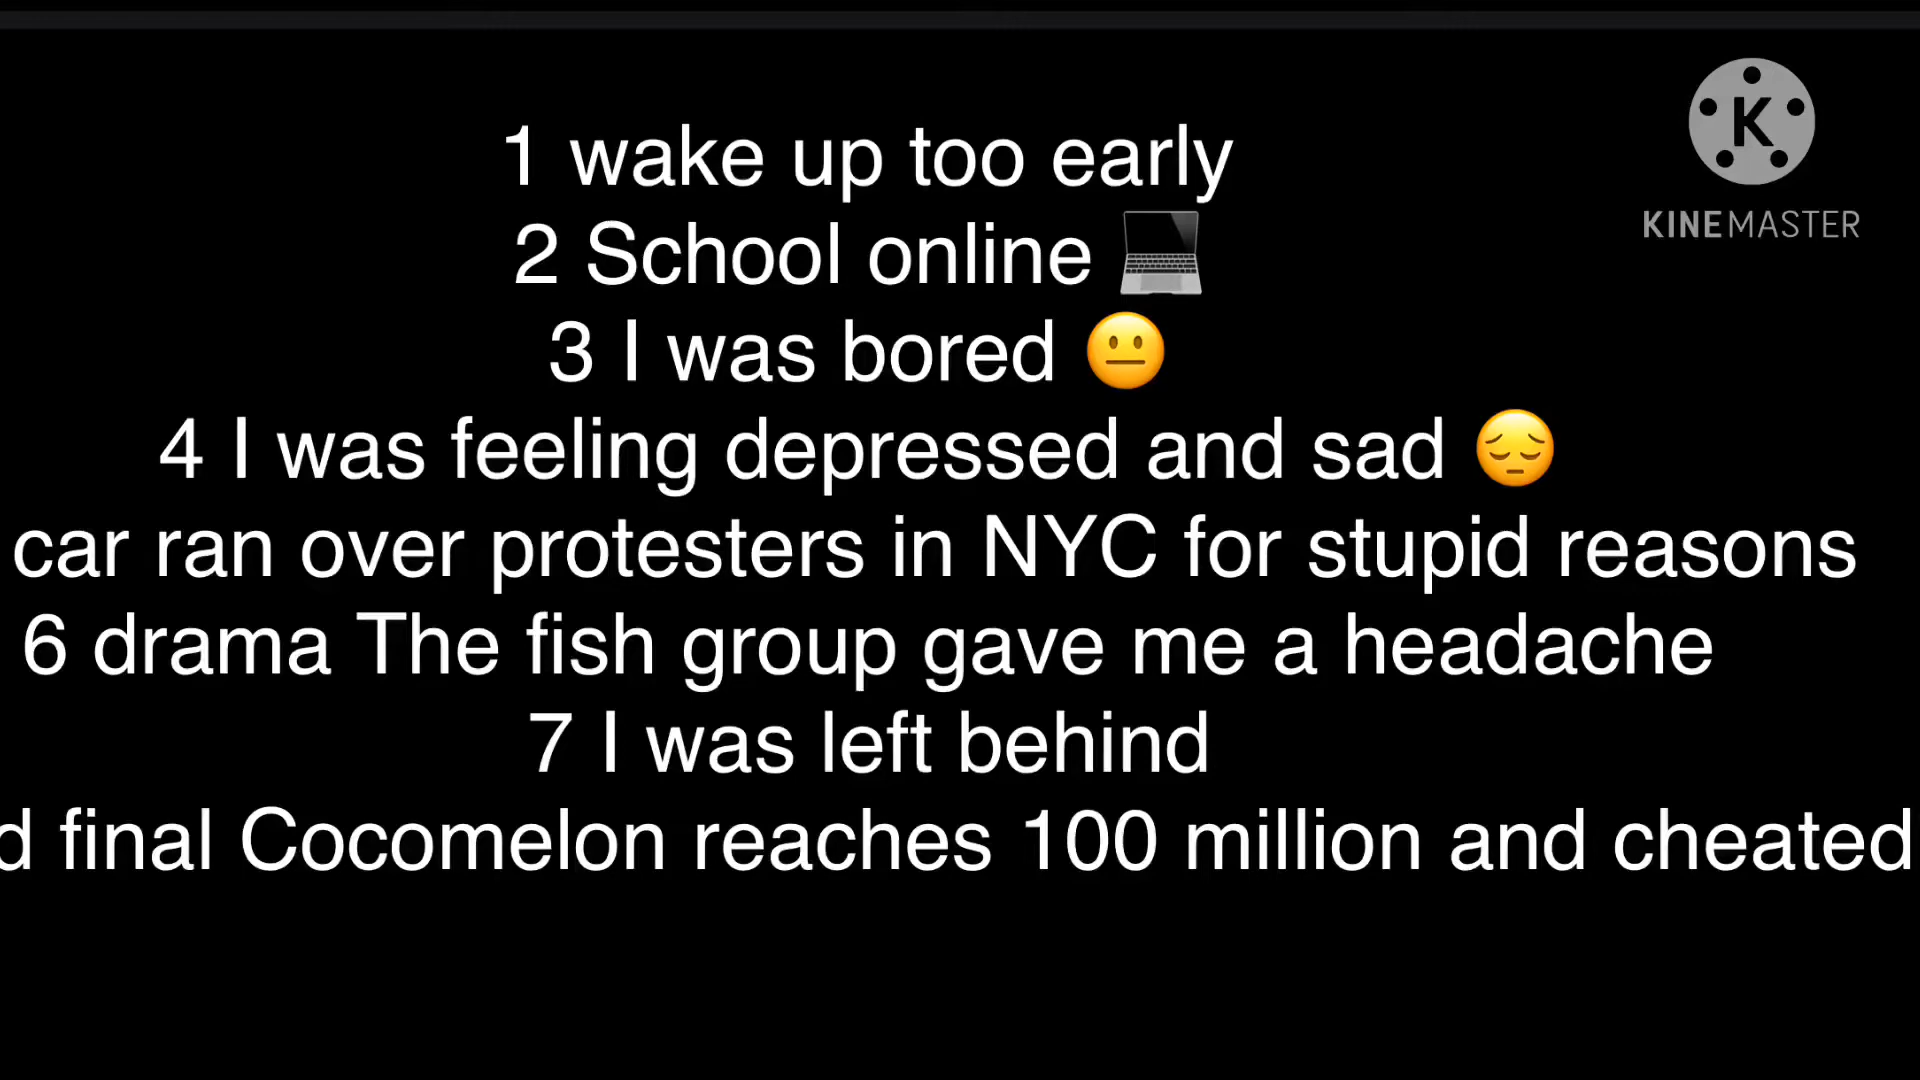 1 wake up too early
KINEMASTER
2 School online 💻
3 I was bored 😐
4 I was feeling depressed and sad 😔
car ran over protesters in NYC for stupid reasons
6 drama The fish group gave me a headache
7 I was left behind
d final Cocomelon reaches 100 million and cheated